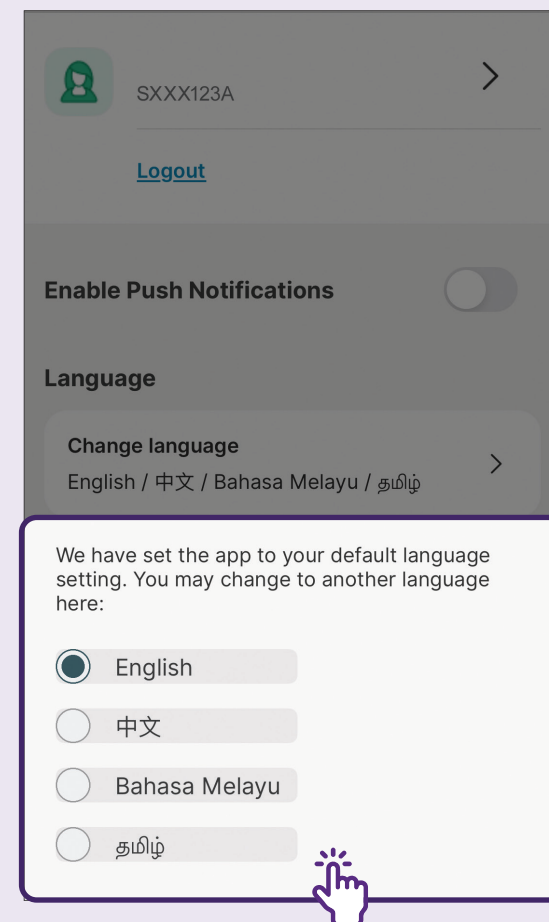 SXXX123A
Logout
Enable Push Notifications
Language
Change language
English / 中文 / Bahasa Melayu / தமிழ்
We have set the app to your default language
setting. You may change to another language
here:
English
中文
Bahasa Melayu
தமிழ்